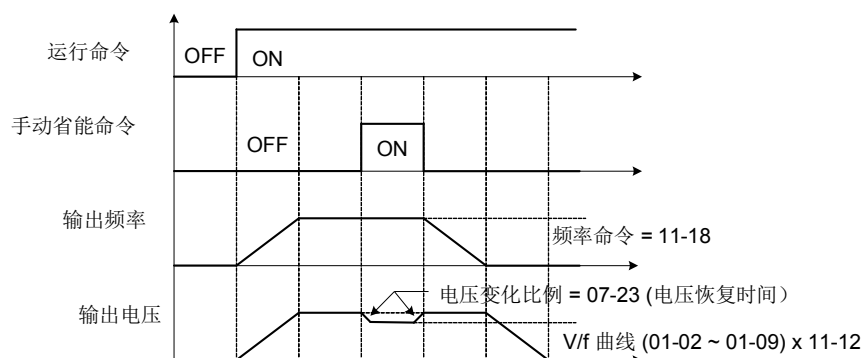 运行命令
OFF
ON
手动省能命令
OFF
ON
输出频率
频率命令 = 11-18
电压变化比例 = 07-23 (电压恢复时间）
输出电压
V/f 曲线 (01-02 ~ 01-09) x 11-12